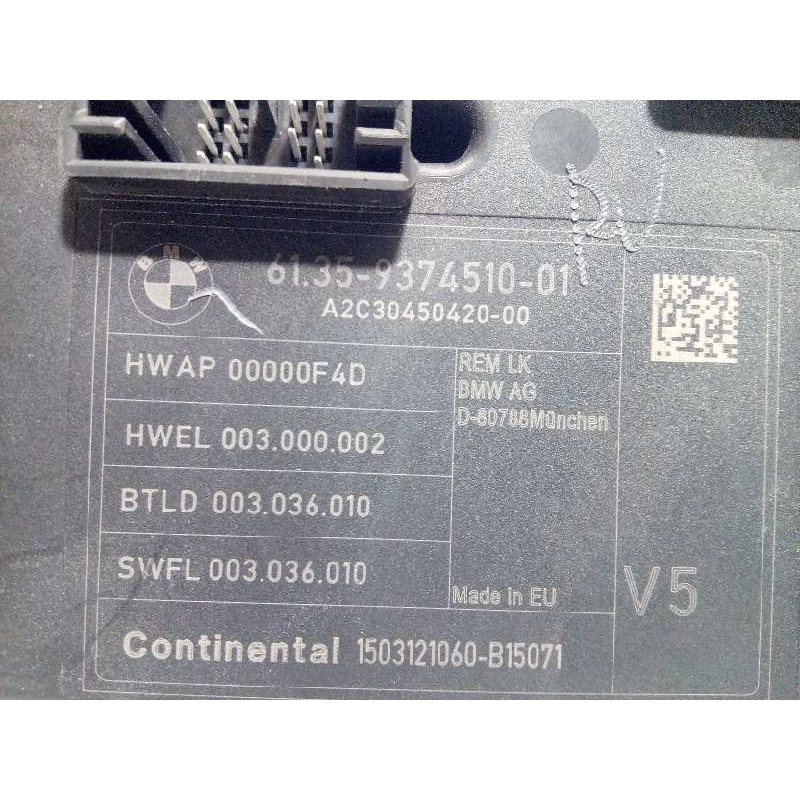 BMW
61.35-9374510-01
A2C30450420-00
HWAP 00000F4D
HWEL 003.000.002
BTLD 003.036.010
SWFL 003.036.010
REM LK
BMW AG
D-80788München
Made in EU
V5
Continental 1503121060-B15071